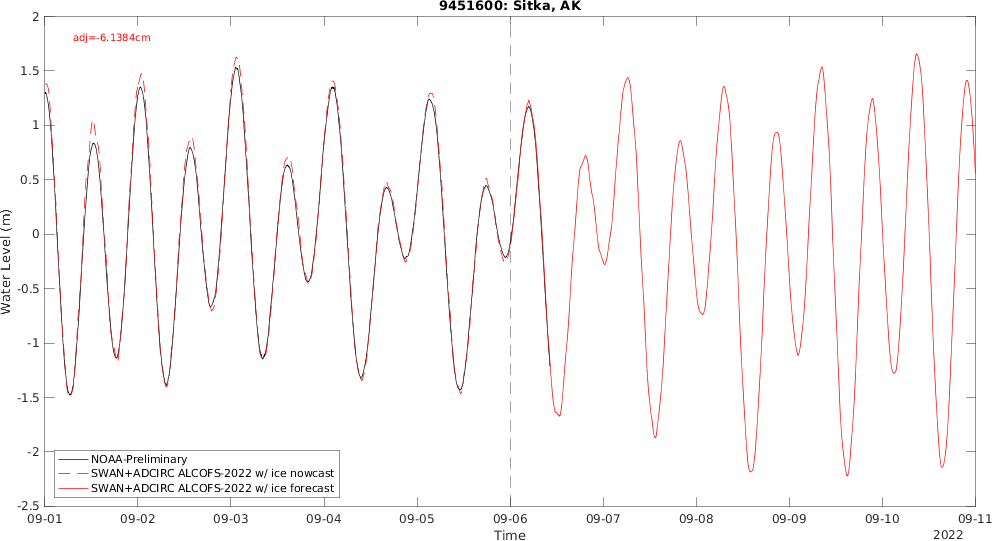 9451600: Sitka, AK
adj=-6.1384cm
2
1.5
1
0.5
0
-0.5
-1
-1.5
-2
-2.5
Water Level (m)
NOAA-Preliminary
SWAN+ADCIRC ALCOFS-2022 w/ ice nowcast
SWAN+ADCIRC ALCOFS-2022 w/ ice forecast
09-01 09-02 09-03 09-04 09-05 09-06 09-07 09-08 09-09 09-10 09-11
Time
2022